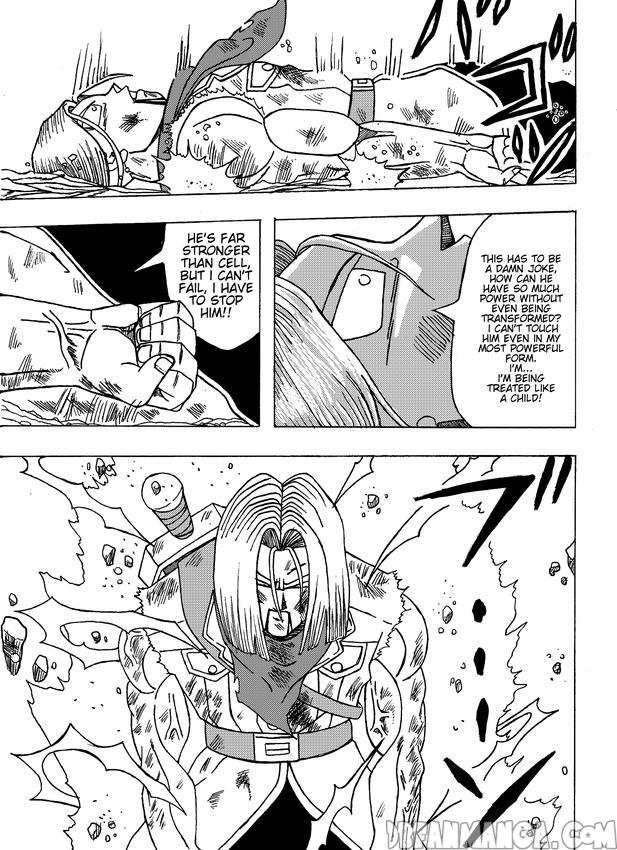 THIS HAS TO BE
A DAMN JOKE,
HOW CAN HE
HAVE SO MUCH
POWER WITHOUT
EVEN BEING
TRANSFORMED?
I CAN'T TOUCH
HIM EVEN IN MY
MOST POWERFUL
FORM.
I'M...
I'M BEING
TREATED LIKE
A CHILD!
HE'S FAR
STRONGER
THAN CELL,
BUT I CAN'T
FAIL, I HAVE
TO STOP
HIM!!
DREAMMANGA.COM